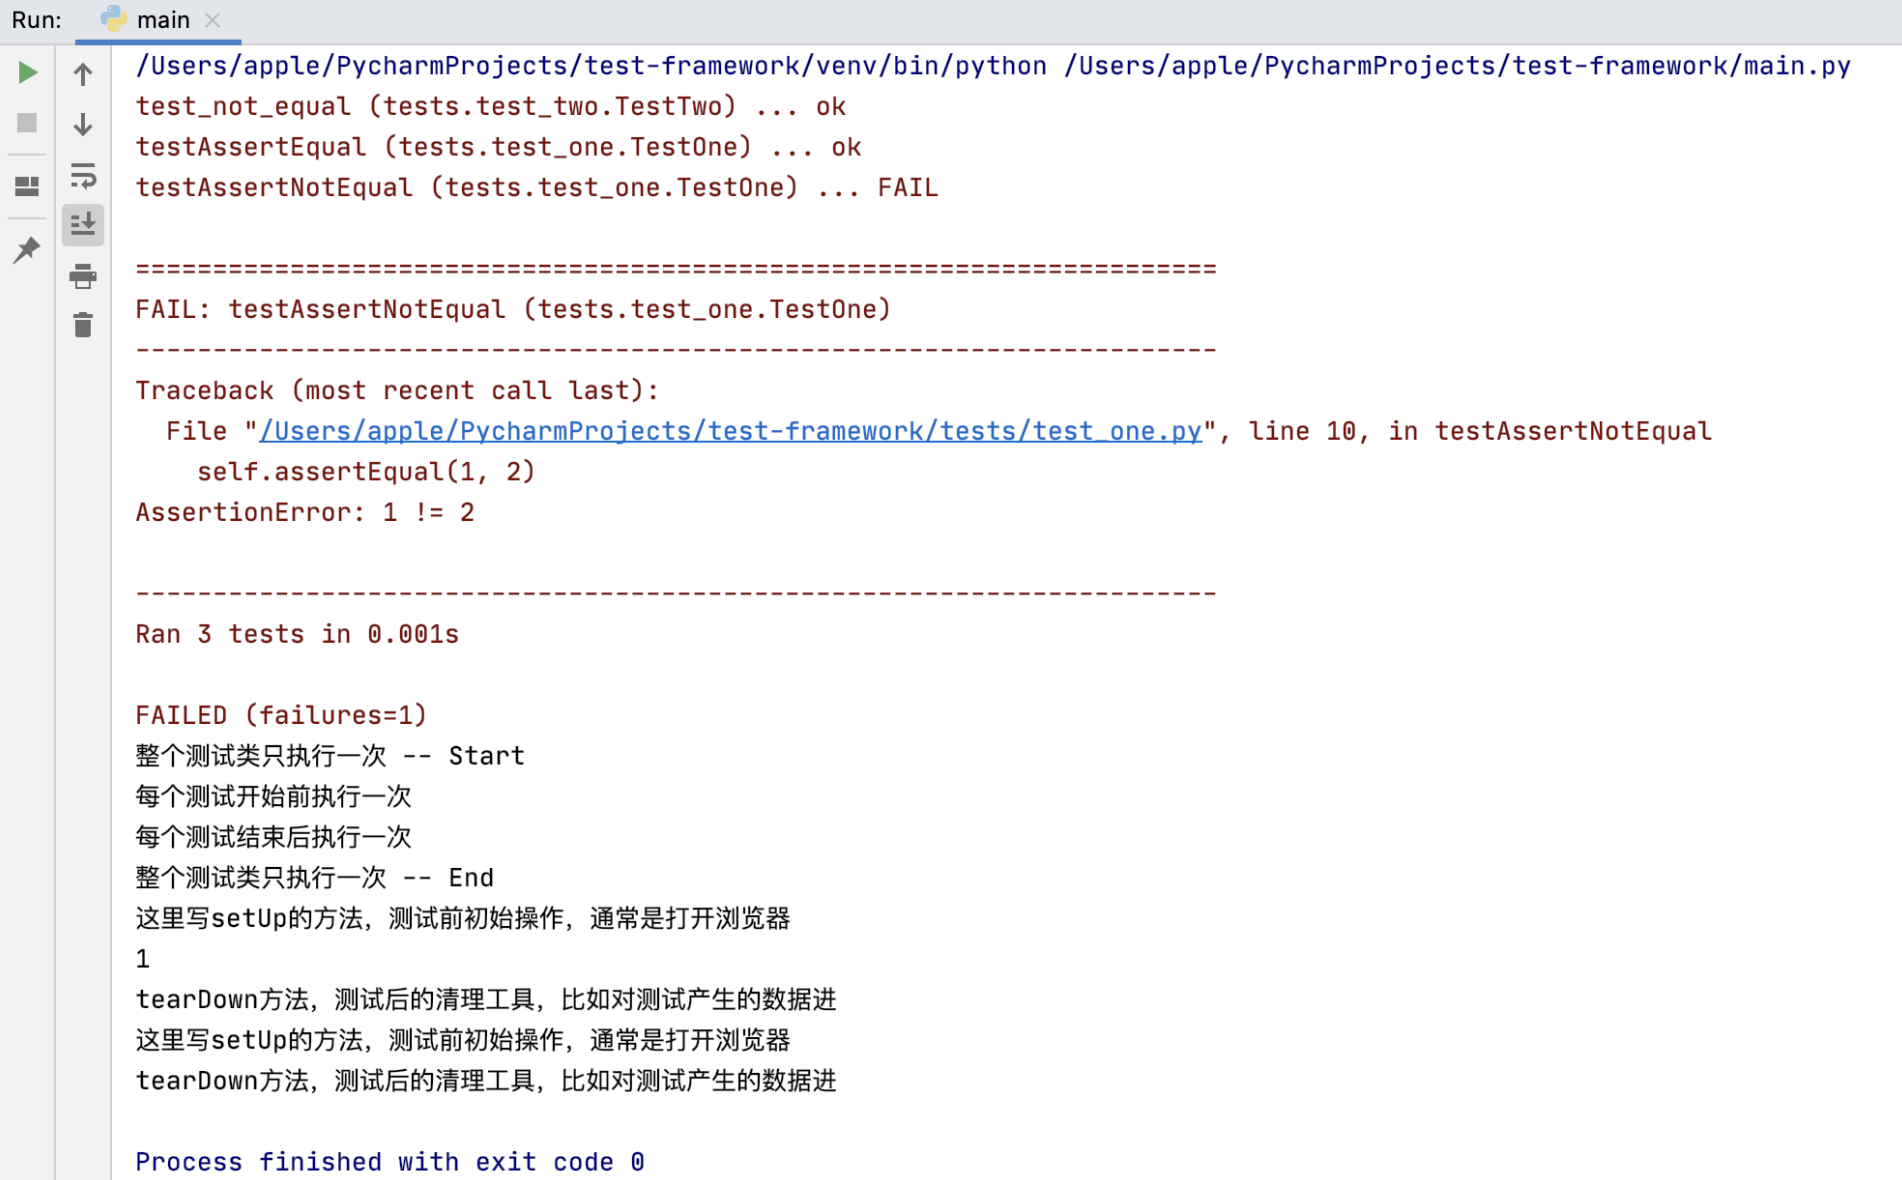 Run: main
/Users/apple/PycharmProjects/test-framework/venv/bin/python /Users/apple/PycharmProjects/test-framework/main.py
test_not_equal (tests.test_two.TestTwo) ... ok
testAssertEqual (tests.test_one.TestOne) ... ok
testAssertNotEqual (tests.test_one.TestOne) ... FAIL
======================================================================
FAIL: testAssertNotEqual (tests.test_one.TestOne)
----------------------------------------------------------------------
Traceback (most recent call last):
  File "/Users/apple/PycharmProjects/test-framework/tests/test_one.py", line 10, in testAssertNotEqual
    self.assertEqual(1, 2)
AssertionError: 1 != 2
----------------------------------------------------------------------
Ran 3 tests in 0.001s
FAILED (failures=1)
整个测试类只执行一次 -- Start
每个测试开始前执行一次
每个测试结束后执行一次
整个测试类只执行一次 -- End
这里写setUp的方法，测试前初始操作，通常是打开浏览器
1
tearDown方法，测试后的清理工具，比如对测试产生的数据进
这里写setUp的方法，测试前初始操作，通常是打开浏览器
tearDown方法，测试后的清理工具，比如对测试产生的数据进
Process finished with exit code 0